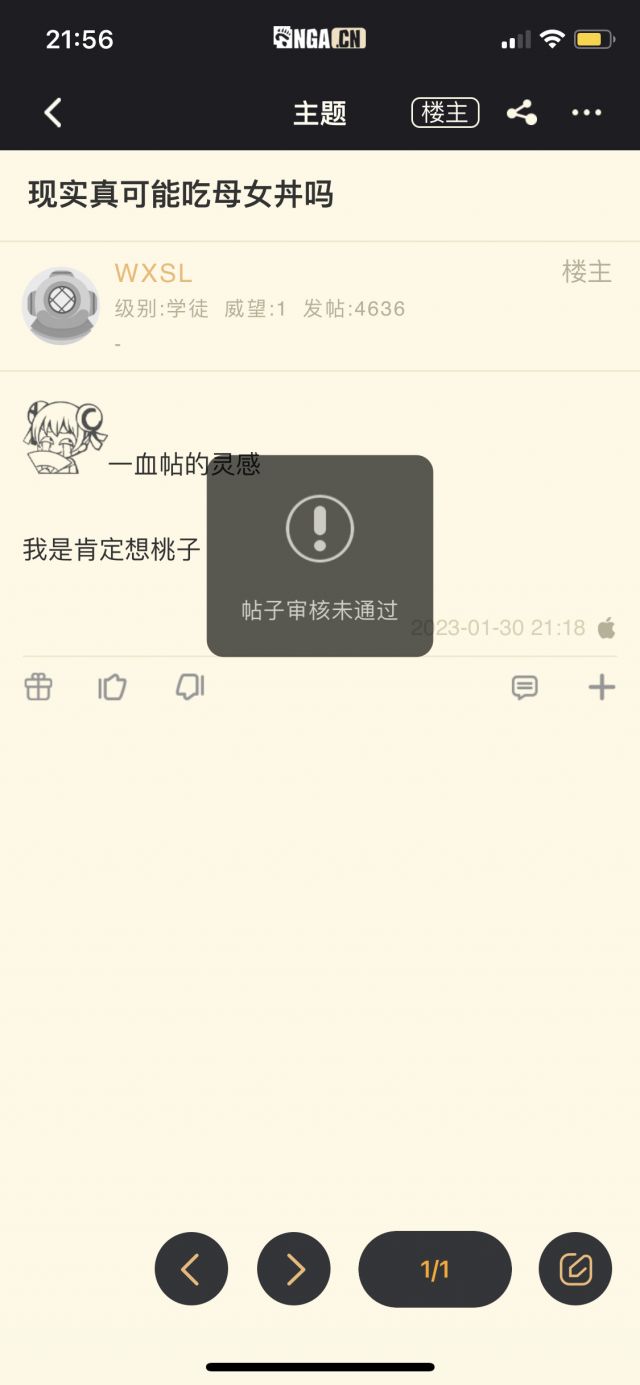 21:56
NGA.CN
主题
楼主
现实真可能吃母女丼吗
WXSL
楼主
级别:学徒 威望:1 发帖:4636
-
一血帖的灵感
我是肯定想桃子
帖子审核未通过
2023-01-30 21:18
1/1